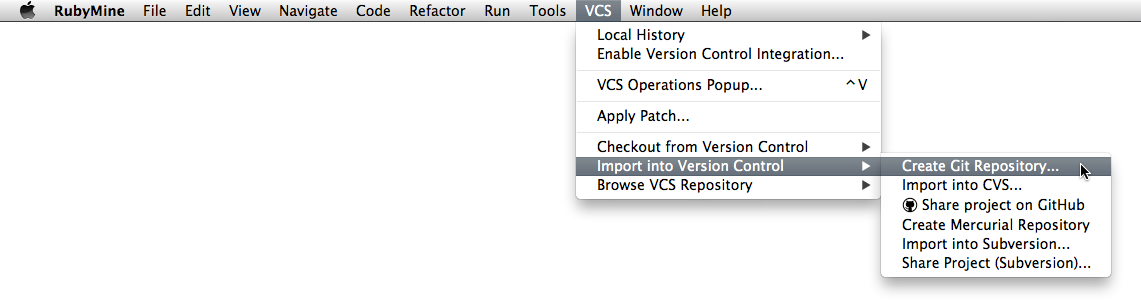 RubyMine File Edit View Navigate Code Refactor Run Tools VCS Window Help
Local History
Enable Version Control Integration...
VCS Operations Popup... ^V
Apply Patch...
Checkout from Version Control
Import into Version Control
Browse VCS Repository
Create Git Repository...
Import into CVS...
Share project on GitHub
Create Mercurial Repository
Import into Subversion...
Share Project (Subversion)...